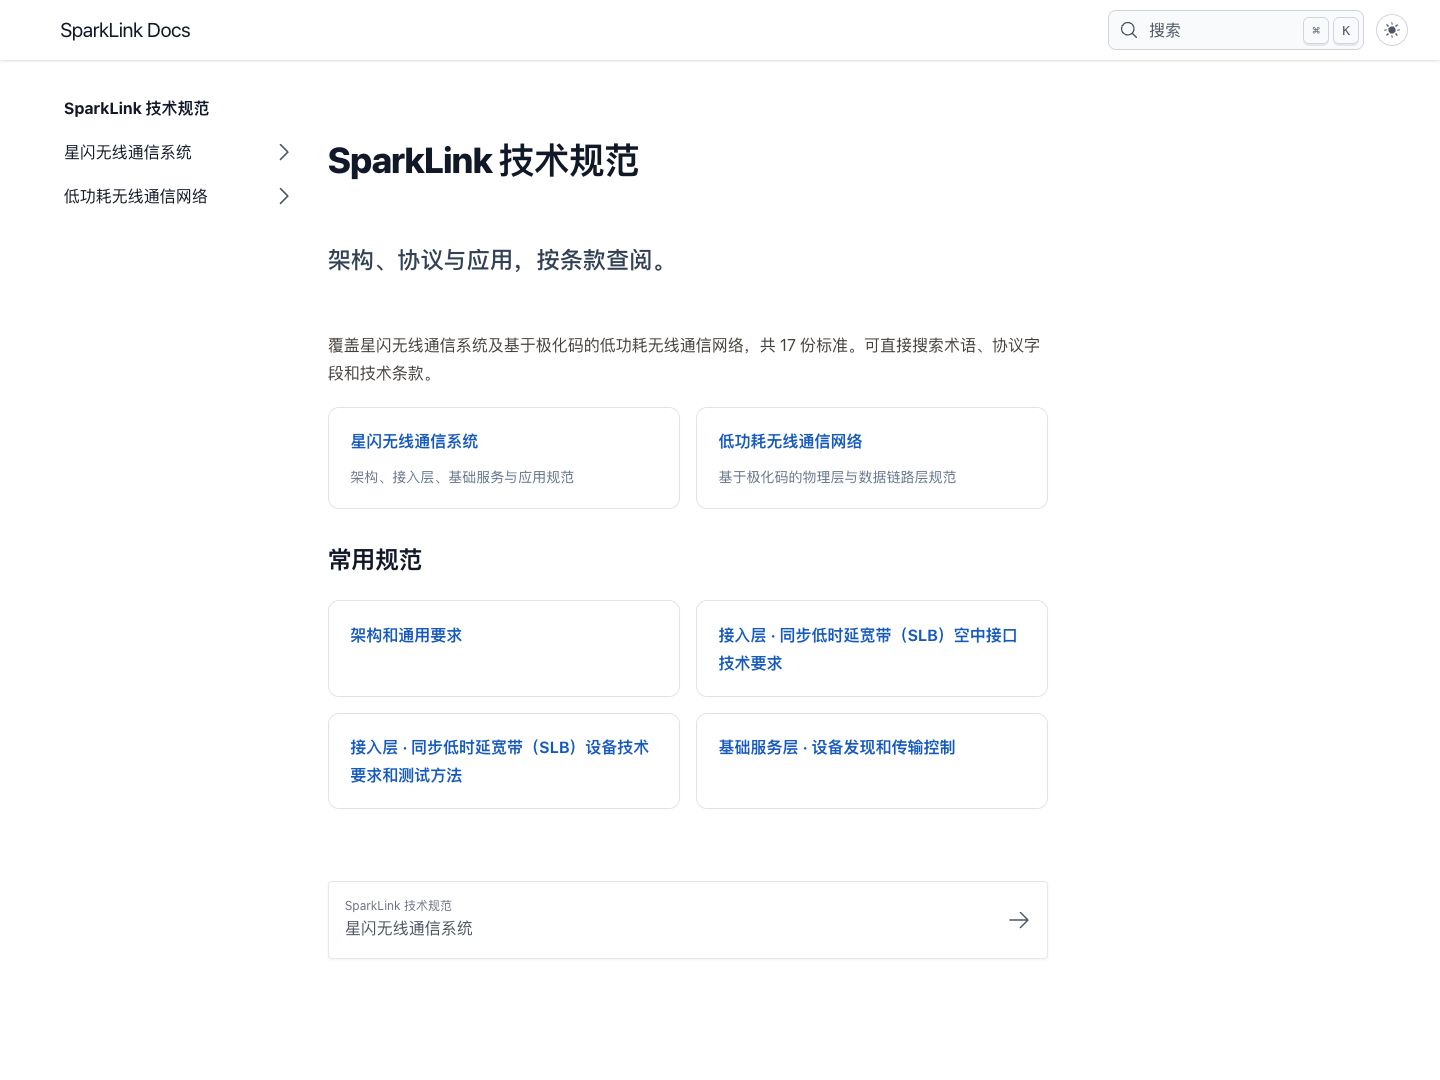 SparkLink Docs
搜索
⌘ K
SparkLink 技术规范
星闪无线通信系统
低功耗无线通信网络
SparkLink 技术规范
架构、协议与应用，按条款查阅。
覆盖星闪无线通信系统及基于极化码的低功耗无线通信网络，共 17 份标准。可直接搜索术语、协议字
段和技术条款。
星闪无线通信系统
架构、接入层、基础服务与应用规范
低功耗无线通信网络
基于极化码的物理层与数据链路层规范
常用规范
架构和通用要求
接入层 · 同步低时延宽带（SLB）空中接口
技术要求
接入层 · 同步低时延宽带（SLB）设备技术
要求和测试方法
基础服务层 · 设备发现和传输控制
SparkLink 技术规范
星闪无线通信系统